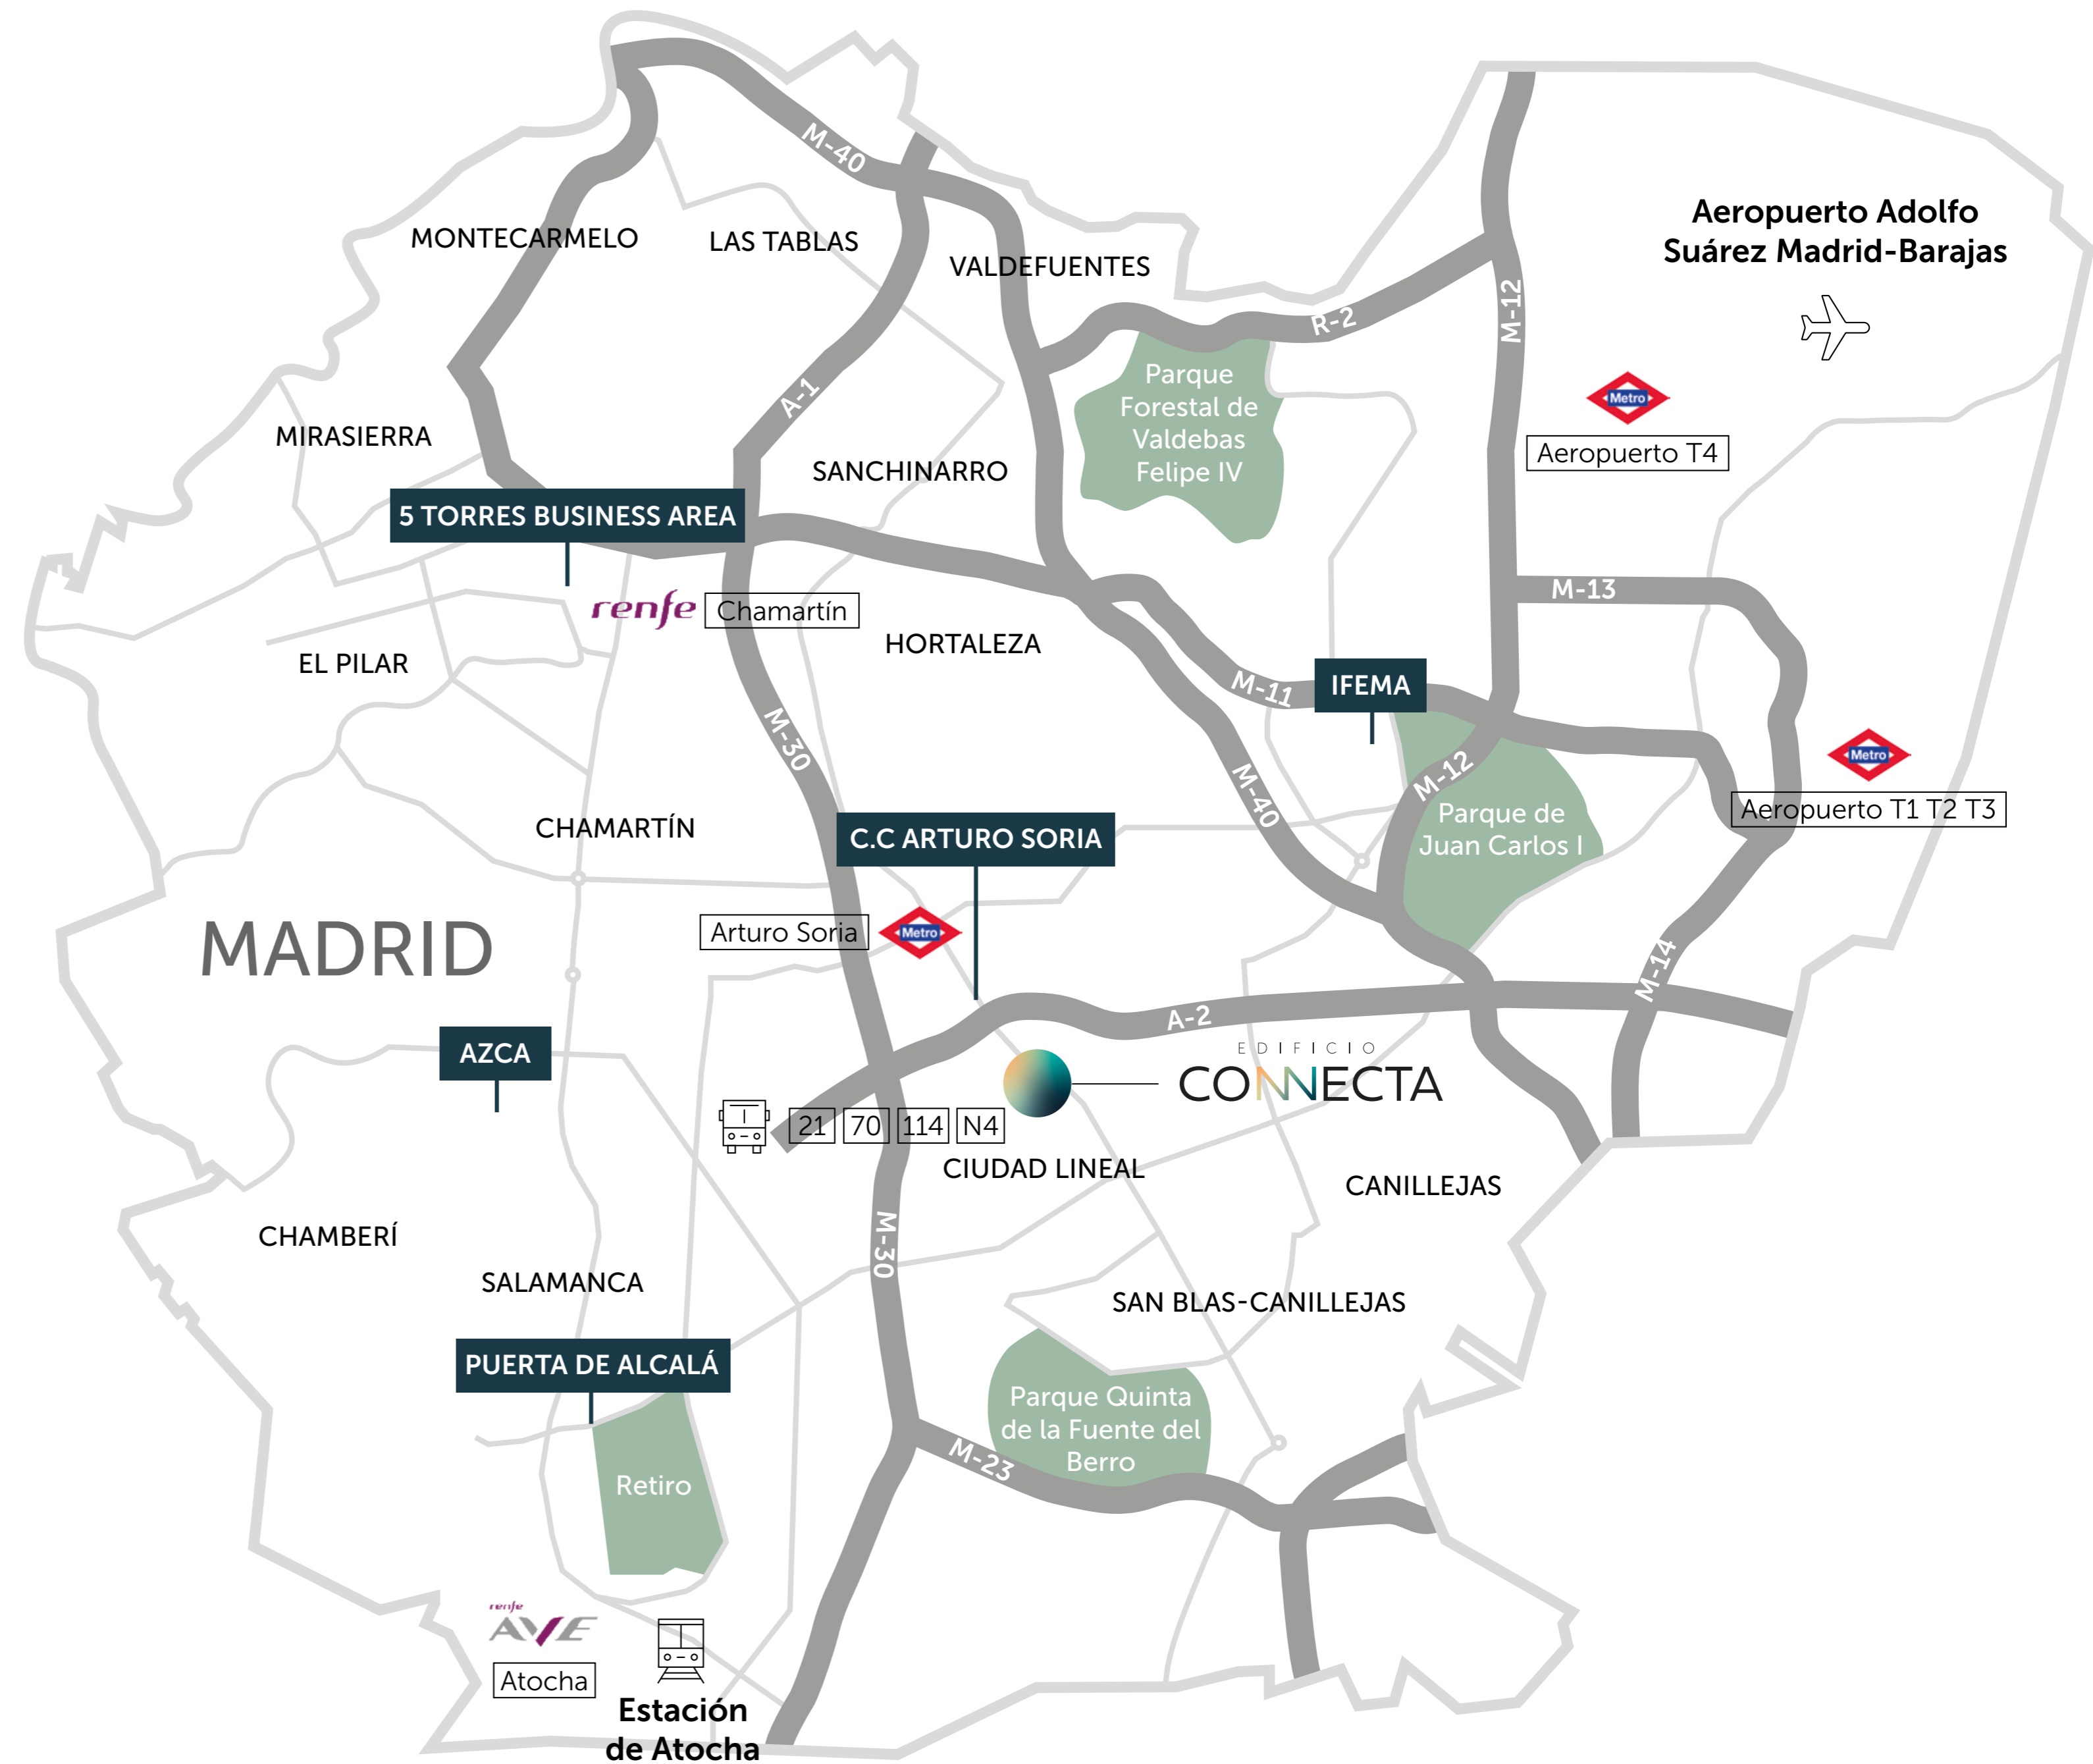 M-40
Aeropuerto Adolfo
Suárez Madrid-Barajas
MONTECARMELO
LAS TABLAS
VALDEFUENTES
M-12
R-2
Parque
Forestal de
Valdebas
Felipe IV
A-1
Metro
Aeropuerto T4
MIRASIERRA
SANCHINARRO
5 TORRES BUSINESS AREA
renfe
Chamartín
M-13
HORTALEZA
EL PILAR
M-11
IFEMA
M-30
M-40
M-12
Metro
Aeropuerto T1 T2 T3
Parque de
Juan Carlos I
CHAMARTÍN
C.C ARTURO SORIA
Arturo Soria
Metro
MADRID
M-14
A-2
AZCA
EDIFICIO
CONNECTA
21
70
114
N4
CIUDAD LINEAL
CANILLEJAS
CHAMBERÍ
M-30
SALAMANCA
SAN BLAS-CANILLEJAS
PUERTA DE ALCALÁ
Parque Quinta
de la Fuente del
Berro
M-23
Retiro
renfe
AVE
Atocha
Estación
de Atocha